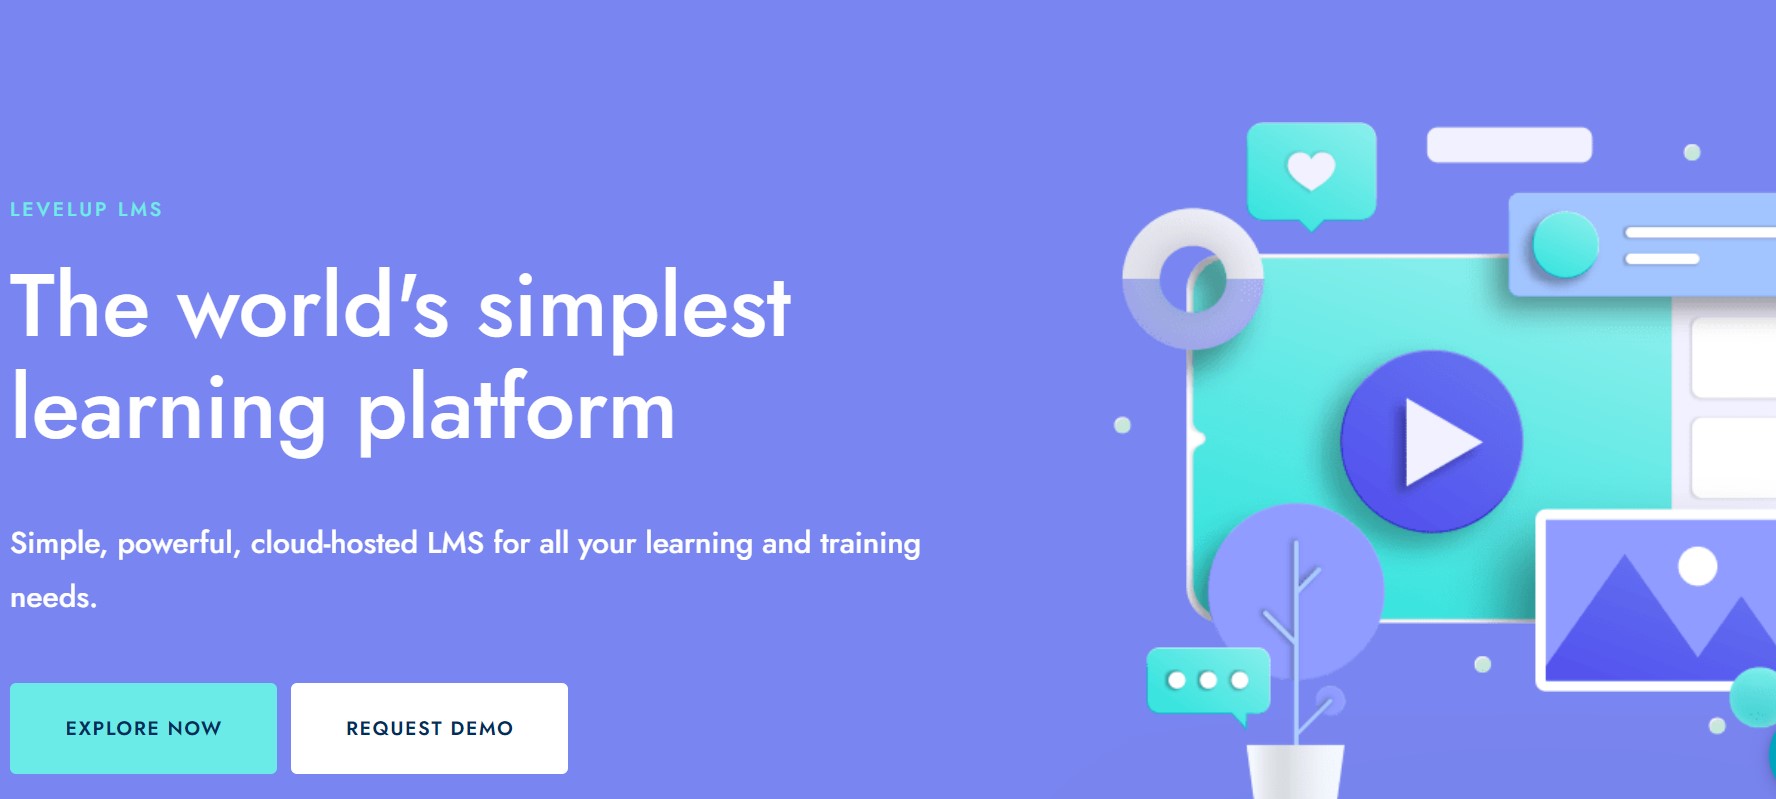 LEVELUP LMS
The world's simplest
learning platform
Simple, powerful, cloud-hosted LMS for all your learning and training
needs.
EXPLORE NOW
REQUEST DEMO